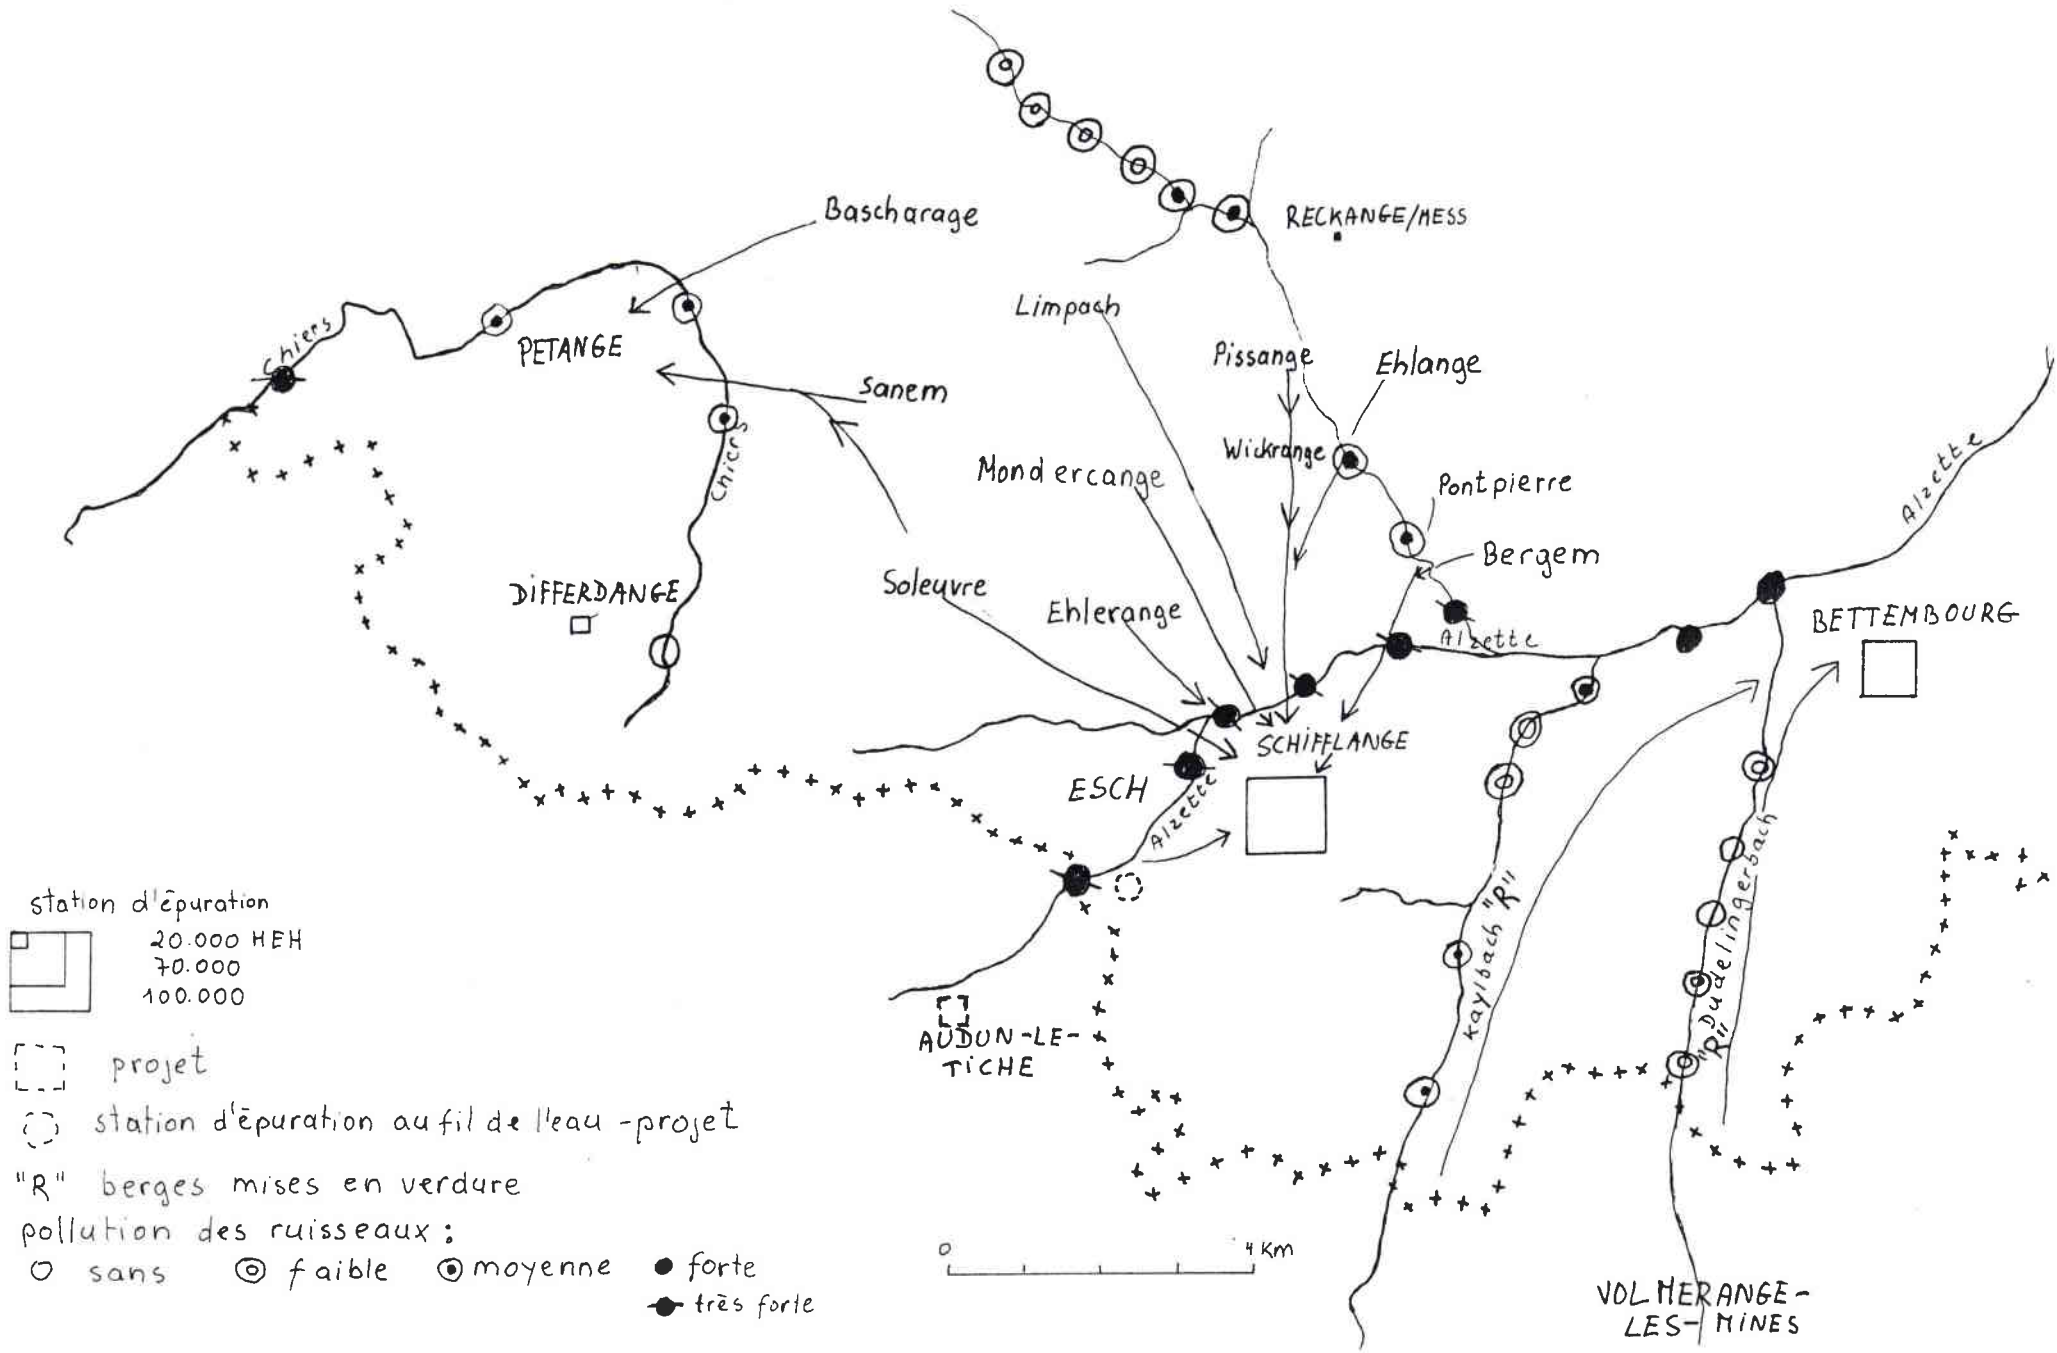 Bascharage
RECKANGE/MESS
Limpach
Chiers
PETANGE
Pissange
Ehlange
Sanem
Wickrange
Mondercange
Pontpierre
Chiers
Alzette
Bergem
DiFFERDANGE
Soleuvre
Ehlerange
Alzette
BETTEMBOURG
SCHiFFLANGE
ESCH
Alzette
Kaylbach "R"
Dudelingerbach
"R"
AUDUN-LE-
TiCHE
VOLMERANGE-
LES-MiNES
station d'épuration
20.000 HEH
70.000
100.000
projet
station d'épuration au fil de l'eau - projet
"R" berges mises en verdure
pollution des ruisseaux :
sans faible moyenne forte
très forte
0 4 Km